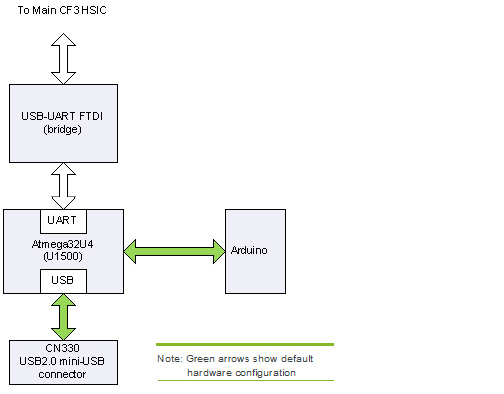 To Main CF3 HSIC
USB-UART FTDI
(bridge)
UART
Atmega32U4
(U1500)
USB
Arduino
CN330
USB2.0 mini-USB
connector
Note: Green arrows show default
hardware configuration